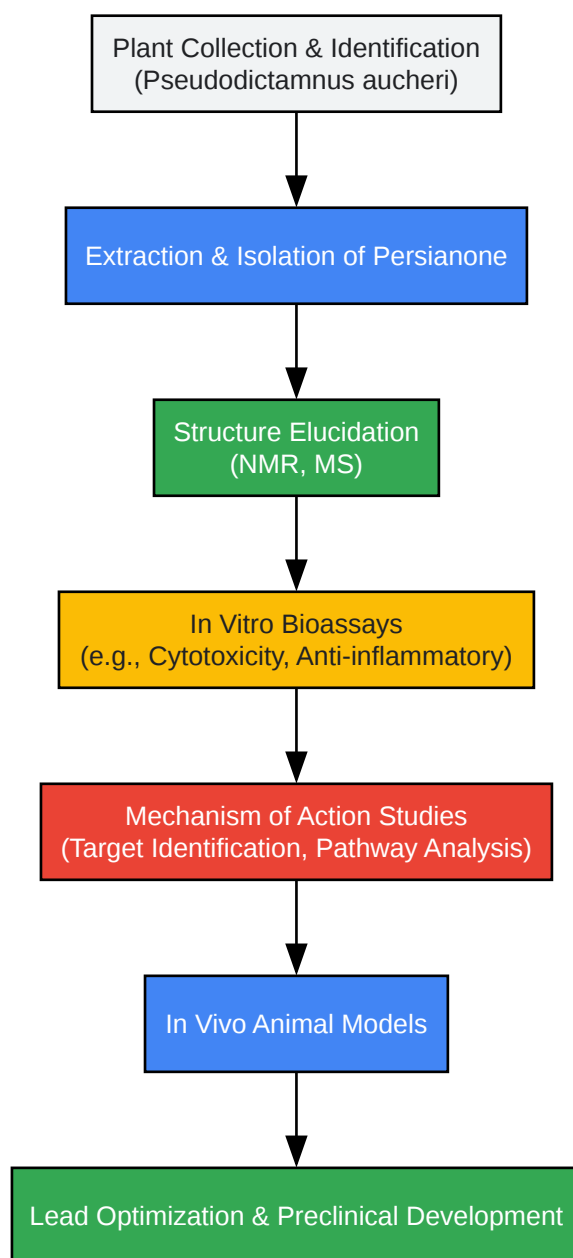 Plant Collection & Identification
(Pseudodictamnus aucheri)
Extraction & Isolation of Persianone
Structure Elucidation
(NMR, MS)
In Vitro Bioassays
(e.g., Cytotoxicity, Anti-inflammatory)
Mechanism of Action Studies
(Target Identification, Pathway Analysis)
In Vivo Animal Models
Lead Optimization & Preclinical Development